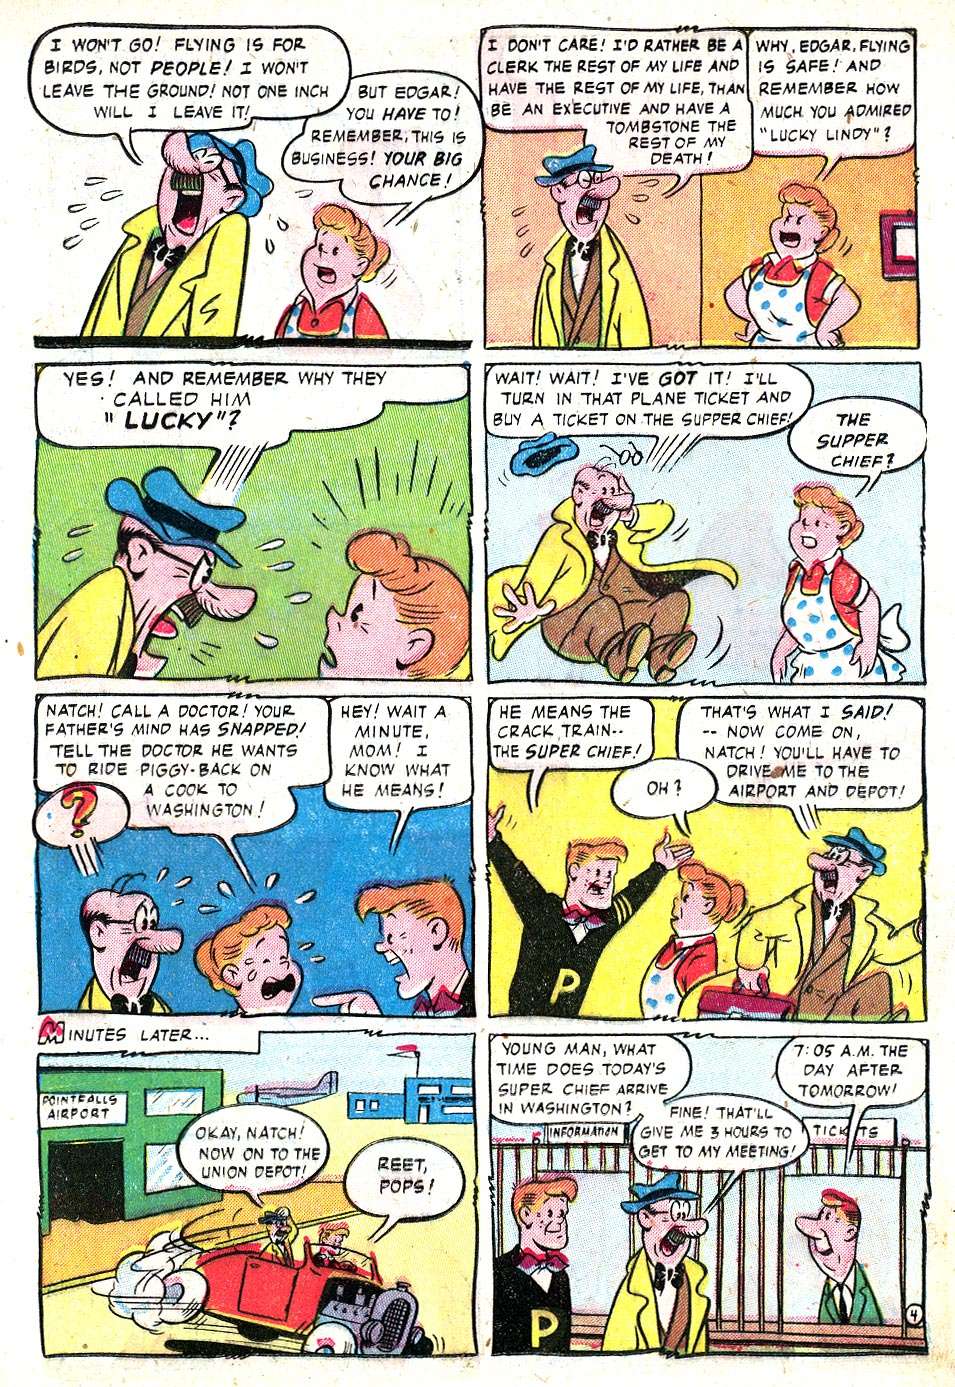 I WON'T GO! FLYING IS FOR
BIRDS, NOT PEOPLE! I WON'T
LEAVE THE GROUND! NOT ONE INCH
WILL I LEAVE IT!
BUT EDGAR!
YOU HAVE TO!
REMEMBER, THIS IS
BUSINESS! YOUR BIG
CHANCE!
I DON'T CARE! I'D RATHER BE A
CLERK THE REST OF MY LIFE AND
HAVE THE REST OF MY LIFE, THAN
BE AN EXECUTIVE AND HAVE A
TOMBSTONE THE
REST OF MY
DEATH!
WHY, EDGAR, FLYING
IS SAFE! AND
REMEMBER HOW
MUCH YOU ADMIRED
"LUCKY LINDY"?
YES! AND REMEMBER WHY THEY
CALLED HIM
"LUCKY"?
WAIT! WAIT! I'VE GOT IT! I'LL
TURN IN THAT PLANE TICKET AND
BUY A TICKET ON THE SUPPER CHIEF!
THE
SUPPER
CHIEF?
?
NATCH! CALL A DOCTOR! YOUR
FATHER'S MIND HAS SNAPPED!
TELL THE DOCTOR HE WANTS
TO RIDE PIGGY-BACK ON
A COOK TO
WASHINGTON!
HEY! WAIT A
MINUTE,
MOM! I
KNOW WHAT
HE MEANS!
HE MEANS THE
CRACK TRAIN--
THE SUPER CHIEF!
OH?
THAT'S WHAT I SAID!
-- NOW COME ON,
NATCH! YOU'LL HAVE TO
DRIVE ME TO THE
AIRPORT AND DEPOT!
P
MINUTES LATER...
POINTFALLS
AIRPORT
OKAY, NATCH!
NOW ON TO THE
UNION DEPOT!
REET,
POPS!
YOUNG MAN, WHAT
TIME DOES TODAY'S
SUPER CHIEF ARRIVE
IN WASHINGTON?
7:05 A.M. THE
DAY AFTER
TOMORROW!
FINE! THAT'LL
GIVE ME 3 HOURS TO
GET TO MY MEETING!
INFORMATION
TICKETS
P
4